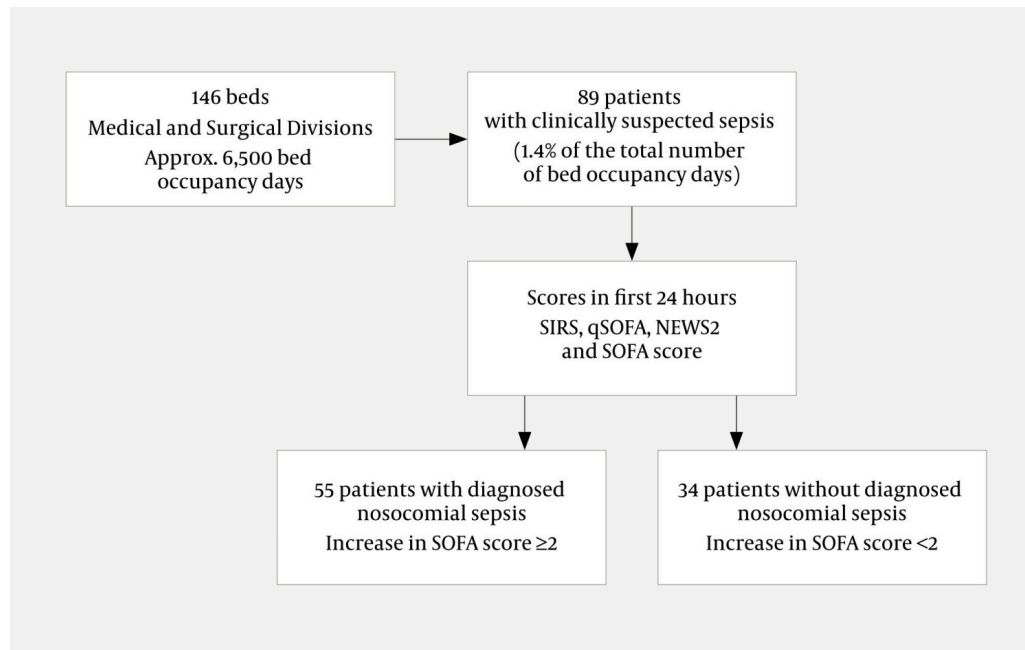 146 beds
Medical and Surgical Divisions
Approx. 6,500 bed
occupancy days
89 patients
with clinically suspected sepsis
(1.4% of the total number
of bed occupancy days)
Scores in first 24 hours
SIRS, qSOFA, NEWS2
and SOFA score
55 patients with diagnosed
nosocomial sepsis
Increase in SOFA score ≥2
34 patients without diagnosed
nosocomial sepsis
Increase in SOFA score <2